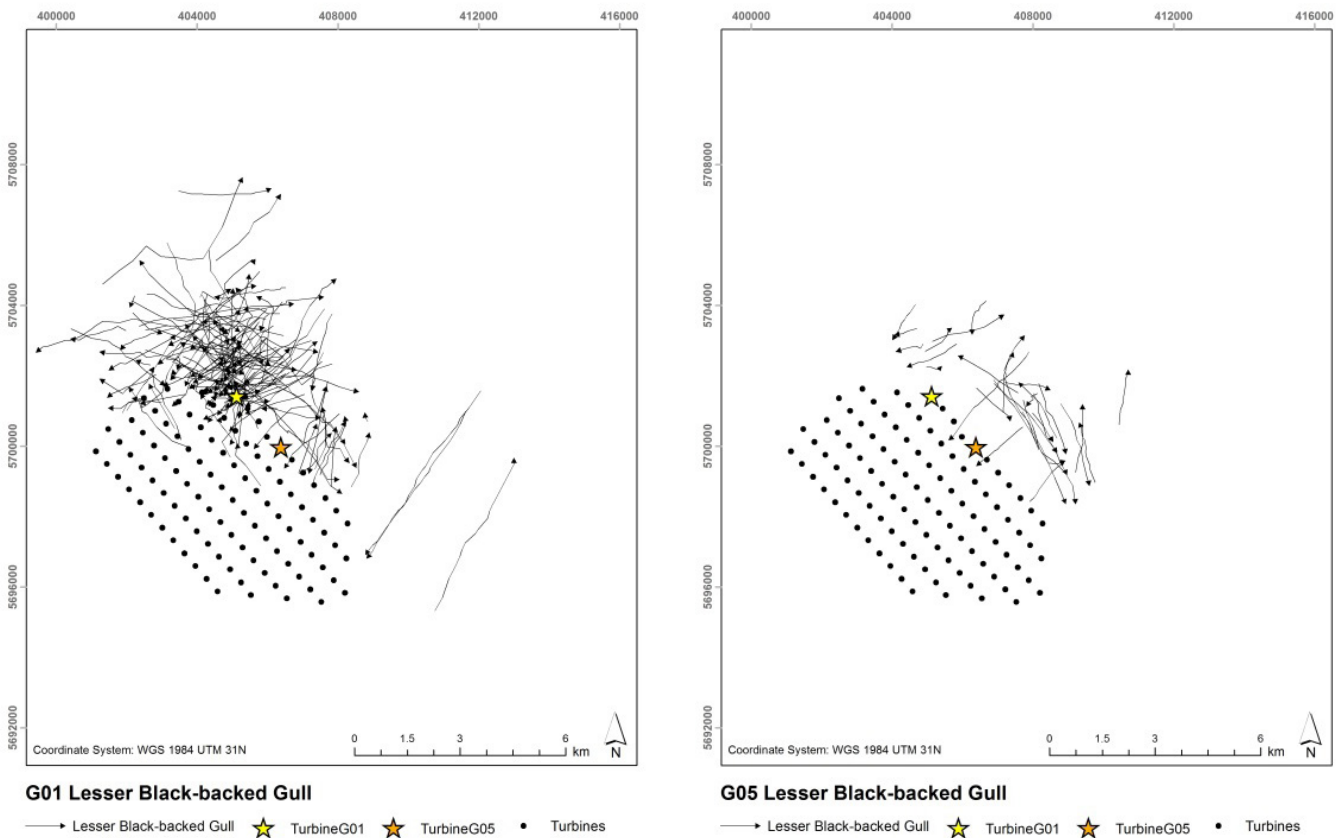 400000 404000 408000 412000 416000
5708000
5704000
5700000
5696000
5692000
Coordinate System: WGS 1984 UTM 31N
0 1.5 3 6
km
N
G01 Lesser Black-backed Gull
Lesser Black-backed Gull TurbineG01 TurbineG05 Turbines
400000 404000 408000 412000 416000
5708000
5704000
5700000
5696000
5692000
Coordinate System: WGS 1984 UTM 31N
0 1.5 3 6
km
N
G05 Lesser Black-backed Gull
Lesser Black-backed Gull TurbineG01 TurbineG05 Turbines